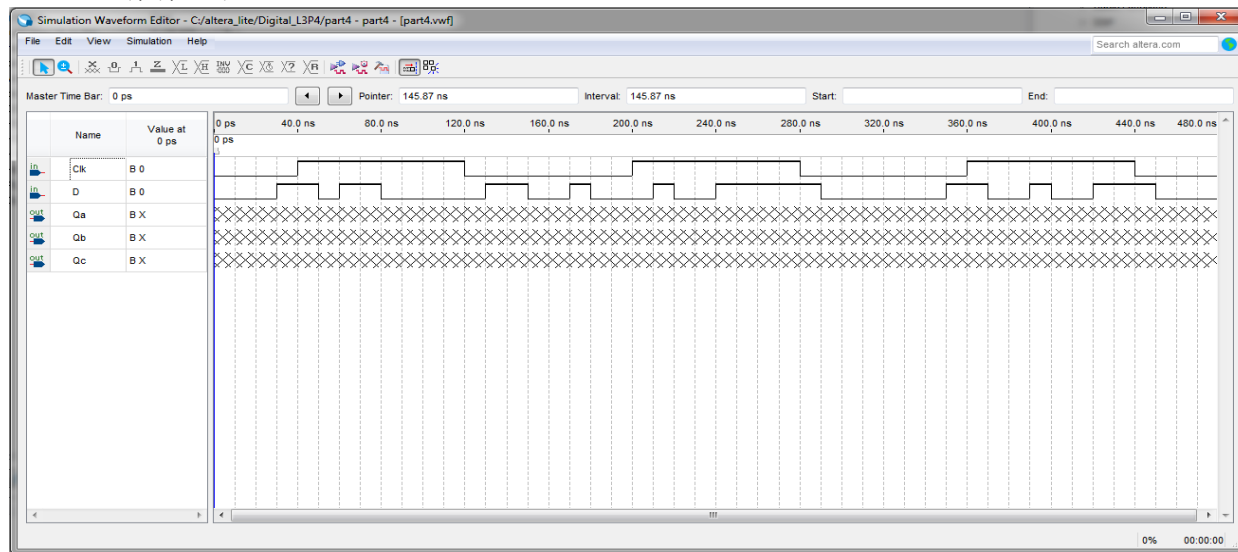 Simulation Waveform Editor - C:/altera_lite/Digital_L3P4/part4 - part4 - [part4.vwf]
File Edit View Simulation Help
Search altera.com
Master Time Bar: 0 ps Pointer: 145.87 ns Interval: 145.87 ns Start: End:
Name Value at 0 ps
0 ps 40.0 ns 80.0 ns 120.0 ns 160.0 ns 200.0 ns 240.0 ns 280.0 ns 320.0 ns 360.0 ns 400.0 ns 440.0 ns 480.0 ns
0 ps
in Clk B 0
in D B 0
out Qa B X
out Qb B X
out Qc B X
0% 00:00:00